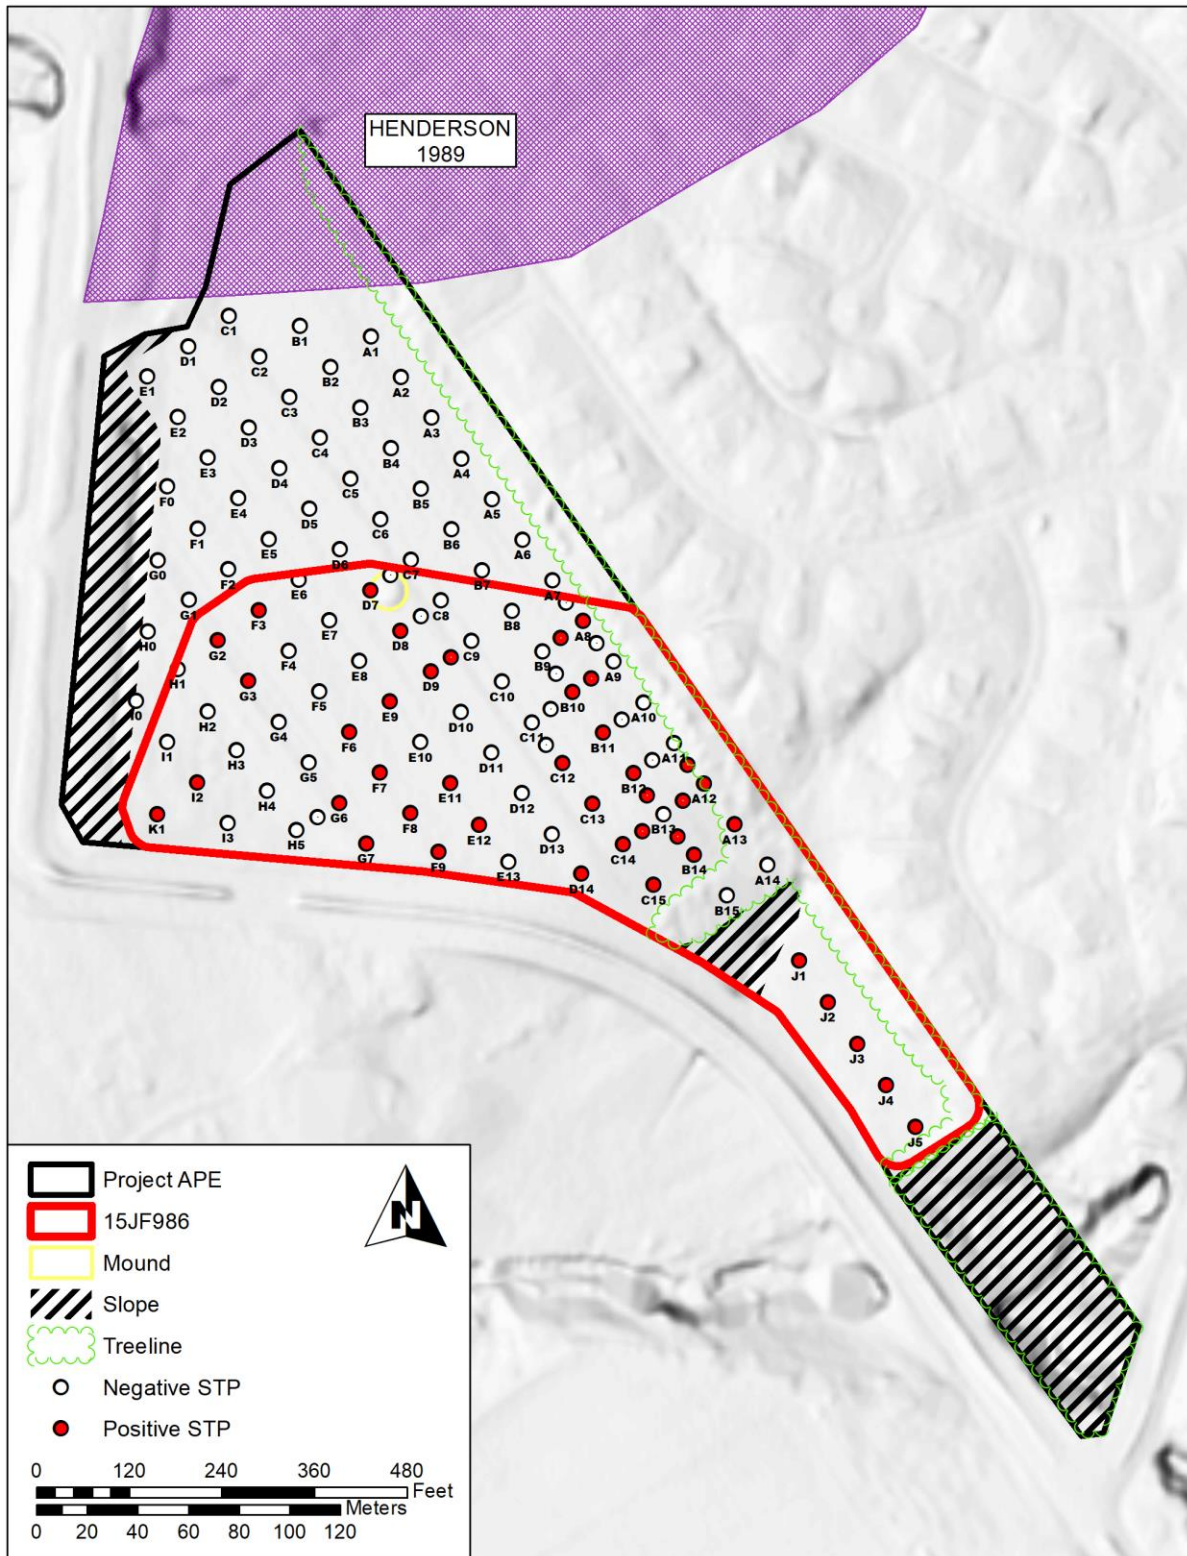 HENDERSON
1989
C1
B1
A1
D1
C2
B2
E1
D2
A2
C3
B3
E2
D3
A3
C4
B4
E3
D4
A4
C5
B5
F0
E4
D5
A5
C6
B6
F1
E5
A6
D6
C7
B7
G0
F2
E6
A7
D7
G1
F3
C8
B8
E7
A8
H0
G2
D8
F4
C9
B9
E8
A9
H1
G3
D9
C10
B10
F5
E9
I0
H2
D10
A10
G4
C11
B11
F6
I1
H3
E10
D11
A11
G5
C12
B12
F7
I2
H4
E11
D12
A12
K1
G6
C13
B13
F8
I3
H5
E12
D13
A13
G7
F9
C14
B14
E13
D14
A14
C15
B15
J1
J2
J3
J4
J5
Project APE
15JF986
Mound
Slope
Treeline
Negative STP
Positive STP
N
0 120 240 360 480
Feet
Meters
0 20 40 60 80 100 120